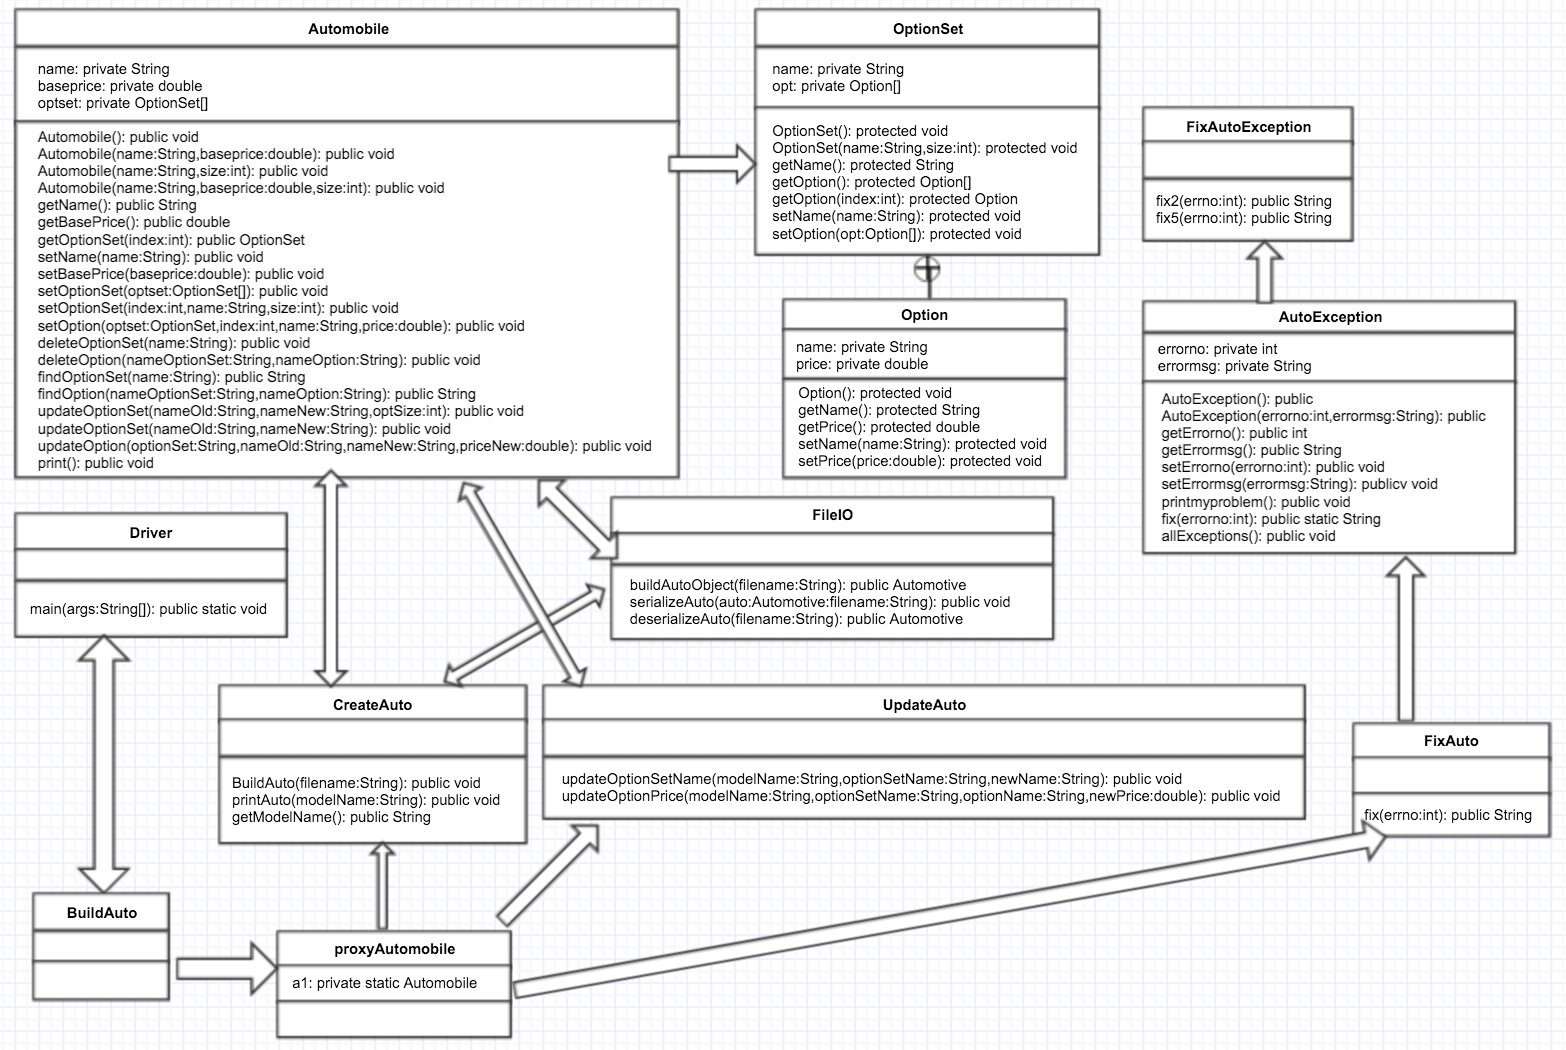 Automobile
name: private String
baseprice: private double
optset: private OptionSet[]
Automobile(): public void
Automobile(name:String,baseprice:double): public void
Automobile(name:String,size:int): public void
Automobile(name:String,baseprice:double,size:int): public void
getName(): public String
getBasePrice(): public double
getOptionSet(index:int): public OptionSet
setName(name:String): public void
setBasePrice(baseprice:double): public void
setOptionSet(optset:OptionSet[]): public void
setOptionSet(index:int,name:String,size:int): public void
setOption(optset:OptionSet,index:int,name:String,price:double): public void
deleteOptionSet(name:String): public void
deleteOption(nameOptionSet:String,nameOption:String): public void
findOptionSet(name:String): public String
findOption(nameOptionSet:String,nameOption:String): public String
updateOptionSet(nameOld:String,nameNew:String,optSize:int): public void
updateOptionSet(nameOld:String,nameNew:String): public void
updateOption(optionSet:String,nameOld:String,nameNew:String,priceNew:double): public void
print(): public void
OptionSet
name: private String
opt: private Option[]
OptionSet(): protected void
OptionSet(name:String,size:int): protected void
getName(): protected String
getOption(): protected Option[]
getOption(index:int): protected Option
setName(name:String): protected void
setOption(opt:Option[]): protected void
Option
name: private String
price: private double
Option(): protected void
getName(): protected String
getPrice(): protected double
setName(name:String): protected void
setPrice(price:double): protected void
FixAutoException
fix2(errno:int): public String
fix5(errno:int): public String
AutoException
errorno: private int
errormsg: private String
AutoException(): public
AutoException(errorno:int,errormsg:String): public
getErrorno(): public int
getErrormsg(): public String
setErrorno(errorno:int): public void
setErrormsg(errormsg:String): publicv void
printmyproblem(): public void
fix(errorno:int): public static String
allExceptions(): public void
Driver
main(args:String[]): public static void
FileIO
buildAutoObject(filename:String): public Automotive
serializeAuto(auto:Automotive:filename:String): public void
deserializeAuto(filename:String): public Automotive
CreateAuto
BuildAuto(filename:String): public void
printAuto(modelName:String): public void
getModelName(): public String
UpdateAuto
updateOptionSetName(modelName:String,optionSetName:String,newName:String): public void
updateOptionPrice(modelName:String,optionSetName:String,optionName:String,newPrice:double): public void
FixAuto
fix(errno:int): public String
BuildAuto
proxyAutomobile
a1: private static Automobile